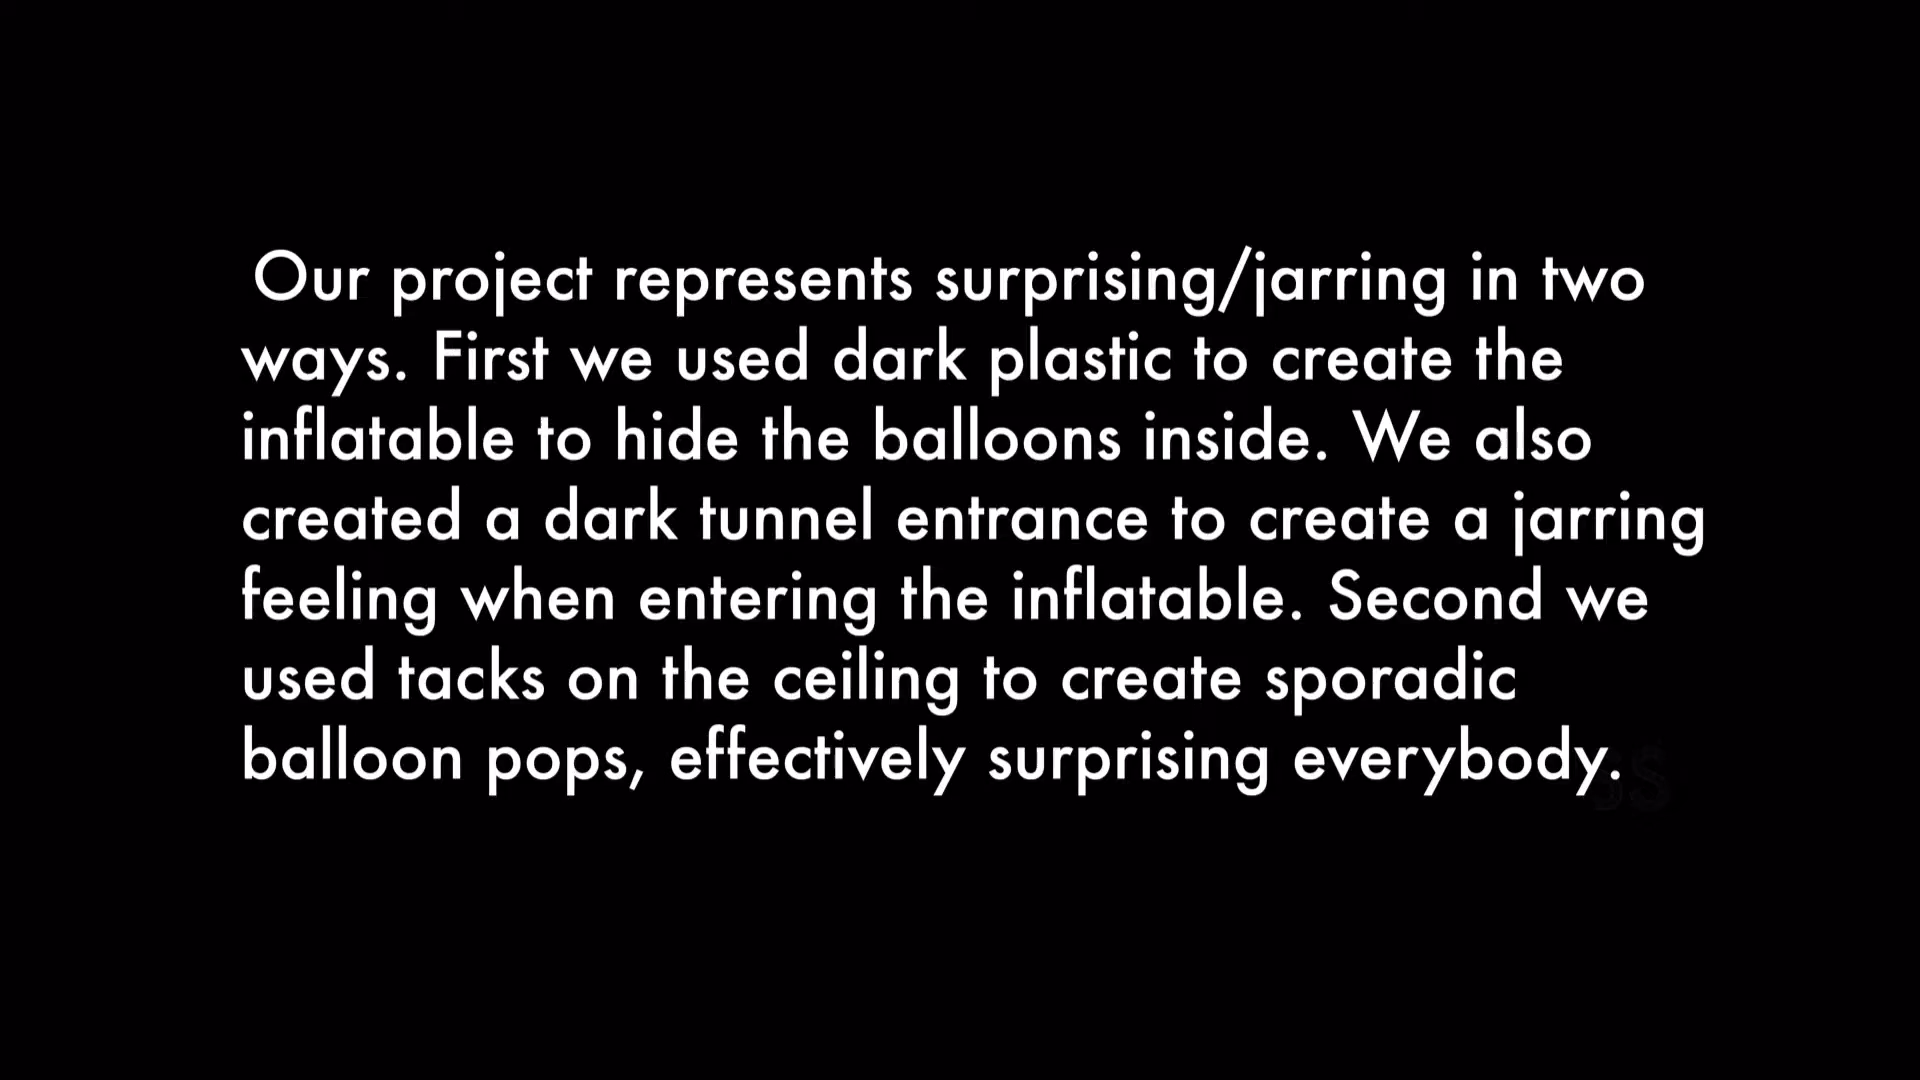 Our project represents surprising/jarring in two
ways. First we used dark plastic to create the
inflatable to hide the balloons inside. We also
created a dark tunnel entrance to create a jarring
feeling when entering the inflatable. Second we
used tacks on the ceiling to create sporadic
balloon pops, effectively surprising everybody.